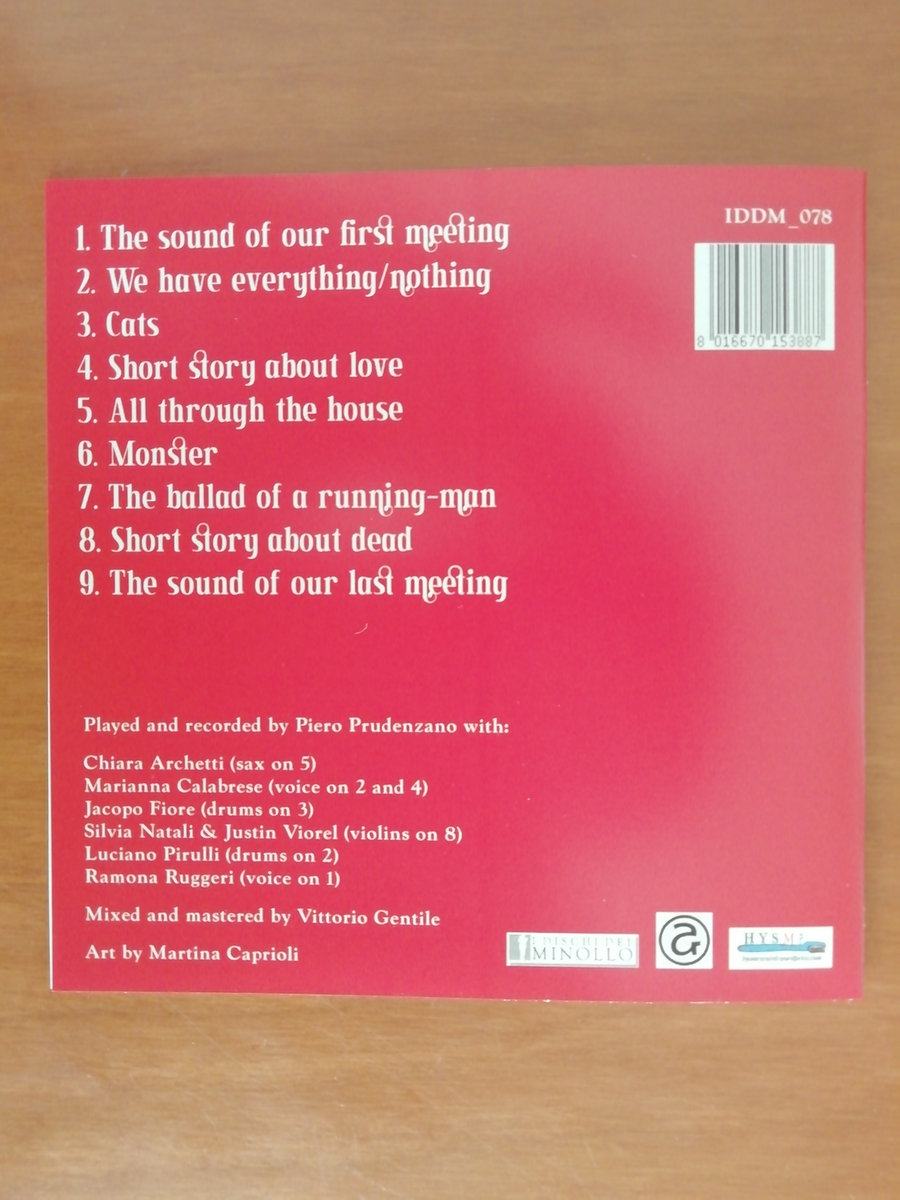 1. The sound of our first meeting
2. We have everything/nothing
3. Cats
4. Short story about love
5. All through the house
6. Monster
7. The ballad of a running-man
8. Short story about dead
9. The sound of our last meeting
IDDM_078
8 016670 153887
Played and recorded by Piero Prudenzano with:
Chiara Archetti (sax on 5)
Marianna Calabrese (voice on 2 and 4)
Jacopo Fiore (drums on 3)
Silvia Natali & Justin Viorel (violins on 8)
Luciano Pirulli (drums on 2)
Ramona Ruggeri (voice on 1)
Mixed and mastered by Vittorio Gentile
Art by Martina Caprioli
I DISCHI DEL
MINOLLO
HYSM?